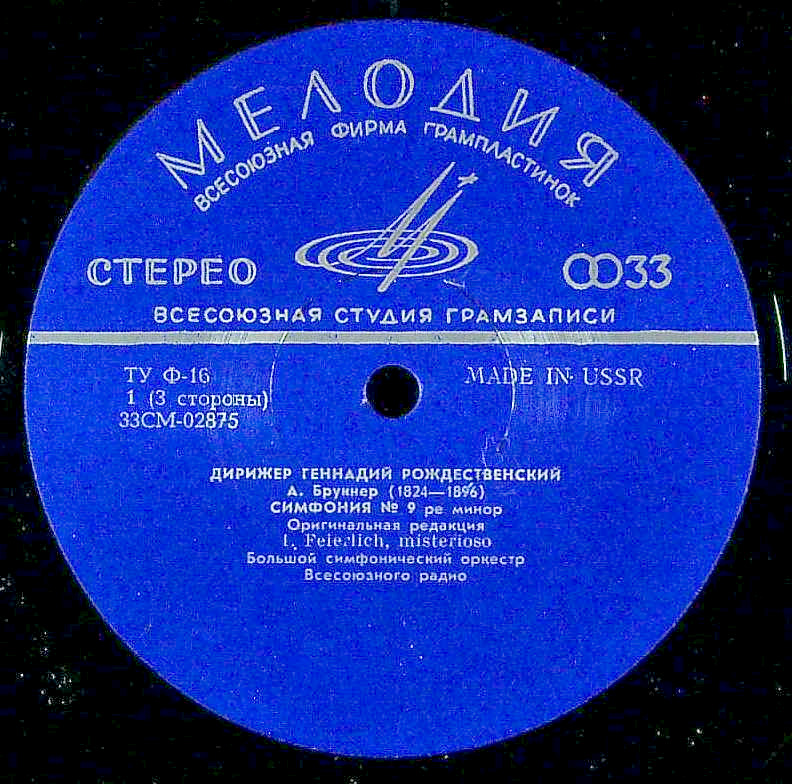 МЕЛОДИЯ
ВСЕСОЮЗНАЯ ФИРМА ГРАМПЛАСТИНОК
СТЕРЕО
33
ВСЕСОЮЗНАЯ СТУДИЯ ГРАМЗАПИСИ
ТУ Ф-16
MADE IN USSR
1 (3 стороны)
33СМ-02875
ДИРИЖЕР ГЕННАДИЙ РОЖДЕСТВЕНСКИЙ
А. Брукнер (1824—1896)
СИМФОНИЯ № 9 ре минор
Оригинальная редакция
1. Feierlich, misterioso
Большой симфонический оркестр
Всесоюзного радио